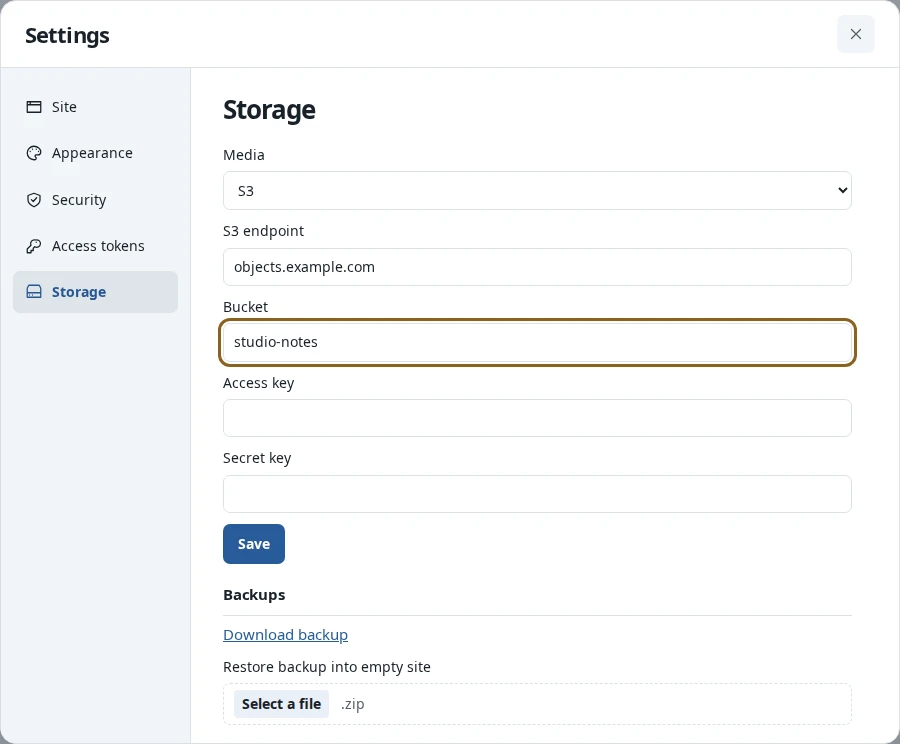 Settings
Site
Appearance
Security
Access tokens
Storage
Storage
Media
S3
S3 endpoint
objects.example.com
Bucket
studio-notes
Access key
Secret key
Save
Backups
Download backup
Restore backup into empty site
Select a file .zip